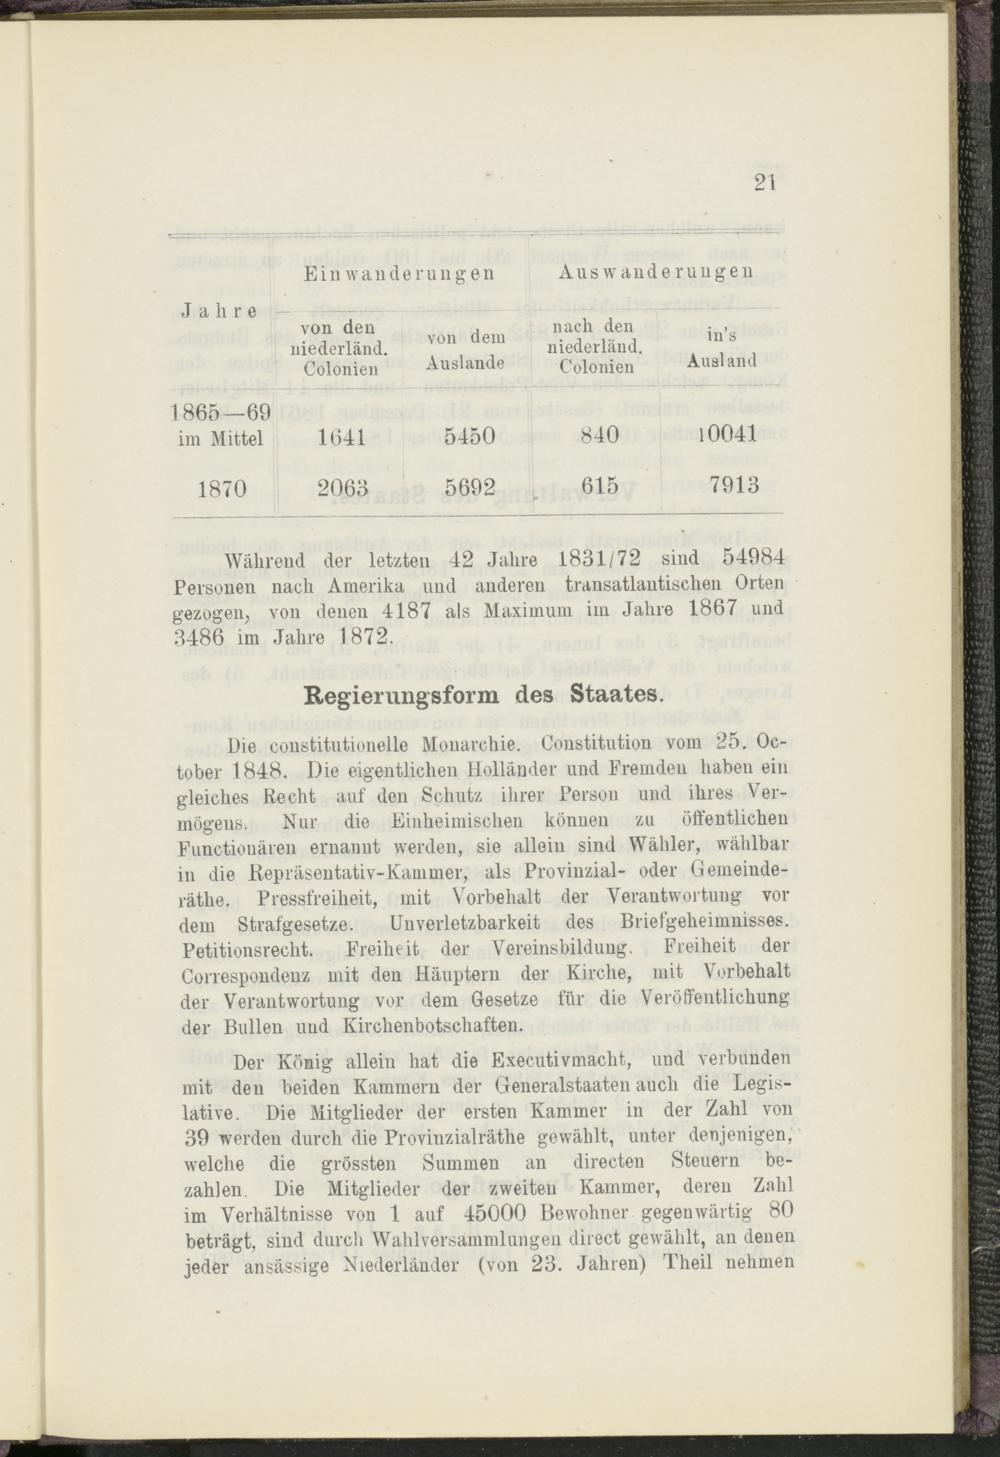 21
Einwanderungen Auswanderungen
Jahre
von den niederländ. Colonien von dem Auslande nach den niederländ. Colonien in's Ausland
1865—69
im Mittel 1641 5450 840 10041
1870 2063 5692 615 7913
Während der letzten 42 Jahre 1831/72 sind 54984
Personen nach Amerika und anderen transatlantischen Orten
gezogen, von denen 4187 als Maximum im Jahre 1867 und
3486 im Jahre 1872.
Regierungsform des Staates.
Die constitutionelle Monarchie. Constitution vom 25. Oc-
tober 1848. Die eigentlichen Holländer und Fremden haben ein
gleiches Recht auf den Schutz ihrer Person und ihres Ver-
mögens. Nur die Einheimischen können zu öffentlichen
Functionären ernannt werden, sie allein sind Wähler, wählbar
in die Repräsentativ-Kammer, als Provinzial- oder Gemeinde-
räthe. Pressfreiheit, mit Vorbehalt der Verantwortung vor
dem Strafgesetze. Unverletzbarkeit des Briefgeheimnisses.
Petitionsrecht. Freiheit der Vereinsbildung. Freiheit der
Correspondenz mit den Häuptern der Kirche, mit Vorbehalt
der Verantwortung vor dem Gesetze für die Veröffentlichung
der Bullen und Kirchenbotschaften.
Der König allein hat die Executivmacht, und verbunden
mit den beiden Kammern der Generalstaaten auch die Legis-
lative. Die Mitglieder der ersten Kammer in der Zahl von
39 werden durch die Provinzialräthe gewählt, unter denjenigen,
welche die grössten Summen an directen Steuern be-
zahlen. Die Mitglieder der zweiten Kammer, deren Zahl
im Verhältnisse von 1 auf 45000 Bewohner gegenwärtig 80
beträgt, sind durch Wahlversammlungen direct gewählt, an denen
jeder ansässige Niederländer (von 23. Jahren) Theil nehmen